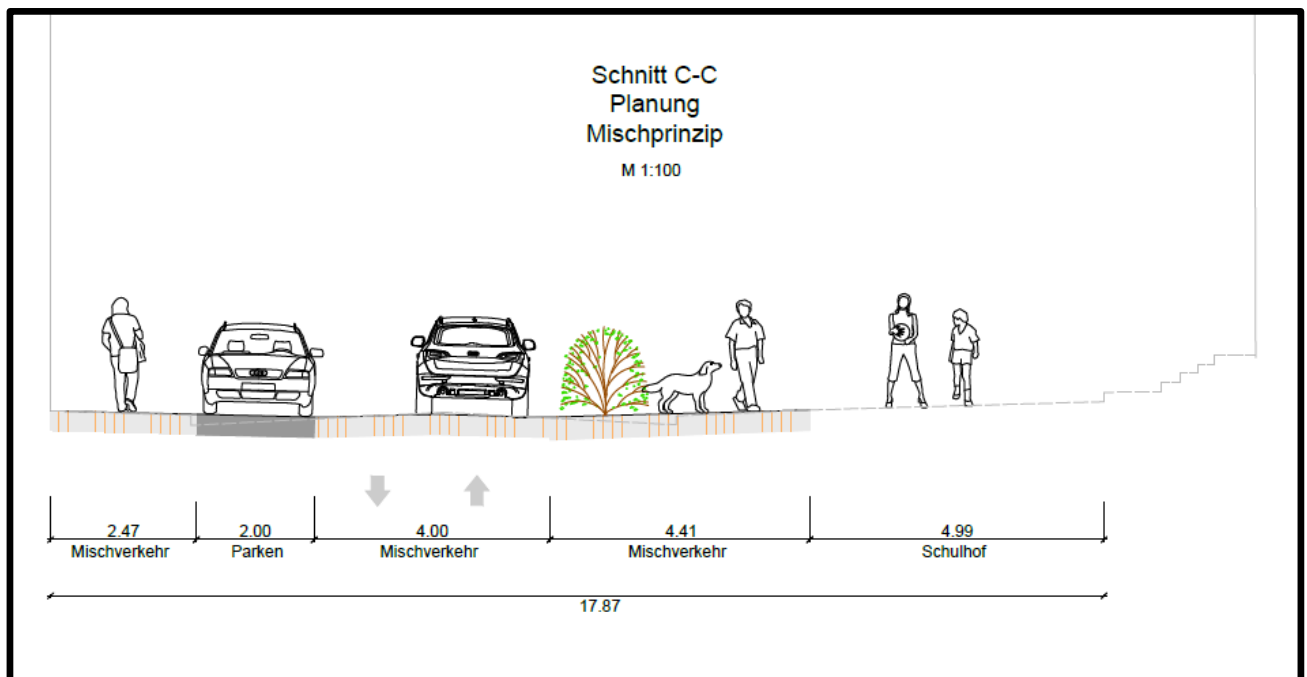 Schnitt C-C
Planung
Mischprinzip
M 1:100
2.47 2.00 4.00 4.41 4.99
Mischverkehr Parken Mischverkehr Mischverkehr Schulhof
17.87